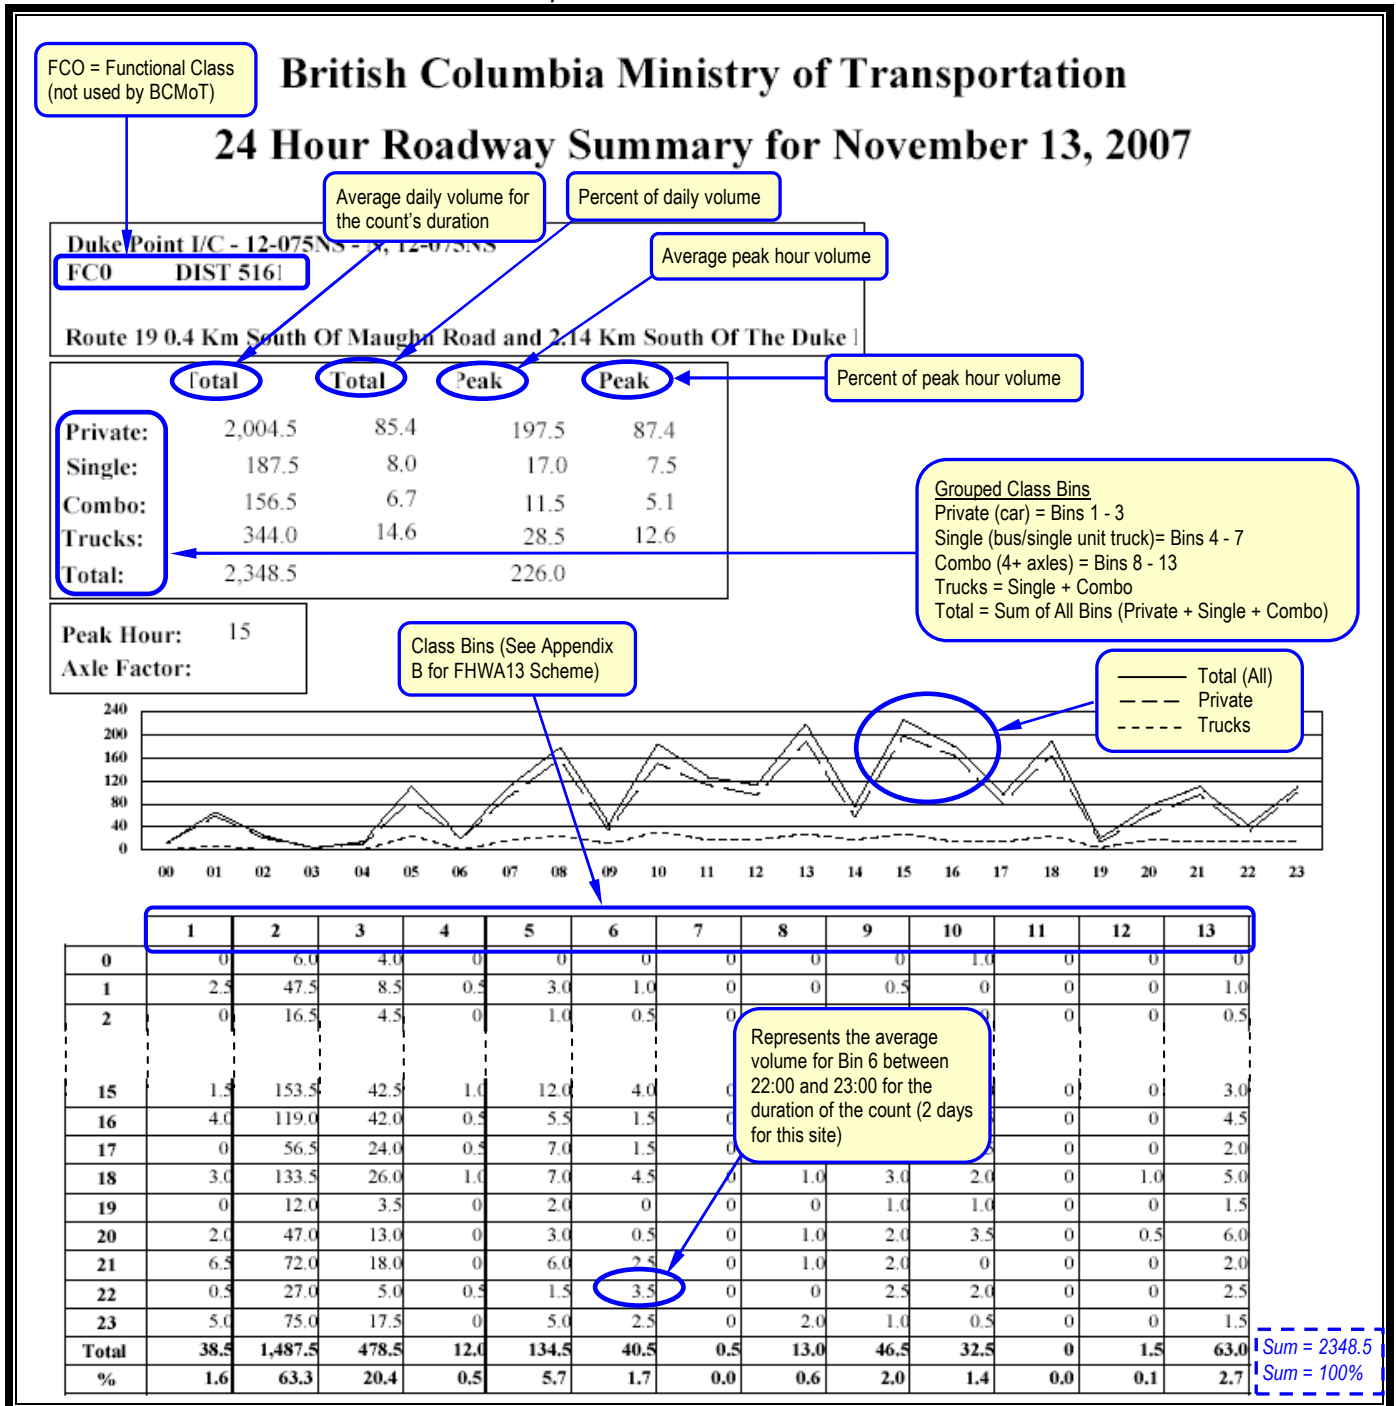 FCO = Functional Class
(not used by BCMoT)
British Columbia Ministry of Transportation
24 Hour Roadway Summary for November 13, 2007
Average daily volume for
the count's duration
Percent of daily volume
Average peak hour volume
Duke Point I/C - 12-075NS - N, 12-075NS
FC0 DIST 5161
Route 19 0.4 Km South Of Maughn Road and 2.14 Km South Of The Duke
Percent of peak hour volume
Total Total Peak Peak
Private: 2,004.5 85.4 197.5 87.4
Single: 187.5 8.0 17.0 7.5
Combo: 156.5 6.7 11.5 5.1
Trucks: 344.0 14.6 28.5 12.6
Total: 2,348.5 226.0
Grouped Class Bins
Private (car) = Bins 1 - 3
Single (bus/single unit truck)= Bins 4 - 7
Combo (4+ axles) = Bins 8 - 13
Trucks = Single + Combo
Total = Sum of All Bins (Private + Single + Combo)
Peak Hour: 15
Axle Factor:
Class Bins (See Appendix
B for FHWA13 Scheme)
Total (All)
Private
Trucks
240
200
160
120
80
40
0
00 01 02 03 04 05 06 07 08 09 10 11 12 13 14 15 16 17 18 19 20 21 22 23
1 2 3 4 5 6 7 8 9 10 11 12 13
0 0 6.0 4.0 0 0 0 0 0 0 1.0 0 0 0
1 2.5 47.5 8.5 0.5 3.0 1.0 0 0 0.5 0 0 0 1.0
2 0 16.5 4.5 0 1.0 0.5 0 0 0 0.5
Represents the average
volume for Bin 6 between
22:00 and 23:00 for the
duration of the count (2 days
for this site)
15 1.5 153.5 42.5 1.0 12.0 4.0 0 0 0 3.0
16 4.0 119.0 42.0 0.5 5.5 1.5 0 0 0 4.5
17 0 56.5 24.0 0.5 7.0 1.5 0 0 0 2.0
18 3.0 133.5 26.0 1.0 7.0 4.5 0 1.0 3.0 2.0 0 1.0 5.0
19 0 12.0 3.5 0 2.0 0 0 0 1.0 1.0 0 0 1.5
20 2.0 47.0 13.0 0 3.0 0.5 0 1.0 2.0 3.5 0 0.5 6.0
21 6.5 72.0 18.0 0 6.0 2.5 0 1.0 2.0 0 0 0 2.0
22 0.5 27.0 5.0 0.5 1.5 3.5 0 0 2.5 2.0 0 0 2.5
23 5.0 75.0 17.5 0 5.0 2.5 0 2.0 1.0 0.5 0 0 1.5
Total 38.5 1,487.5 478.5 12.0 134.5 40.5 0.5 13.0 46.5 32.5 0 1.5 63.0
% 1.6 63.3 20.4 0.5 5.7 1.7 0.0 0.6 2.0 1.4 0.0 0.1 2.7
Sum = 2348.5
Sum = 100%